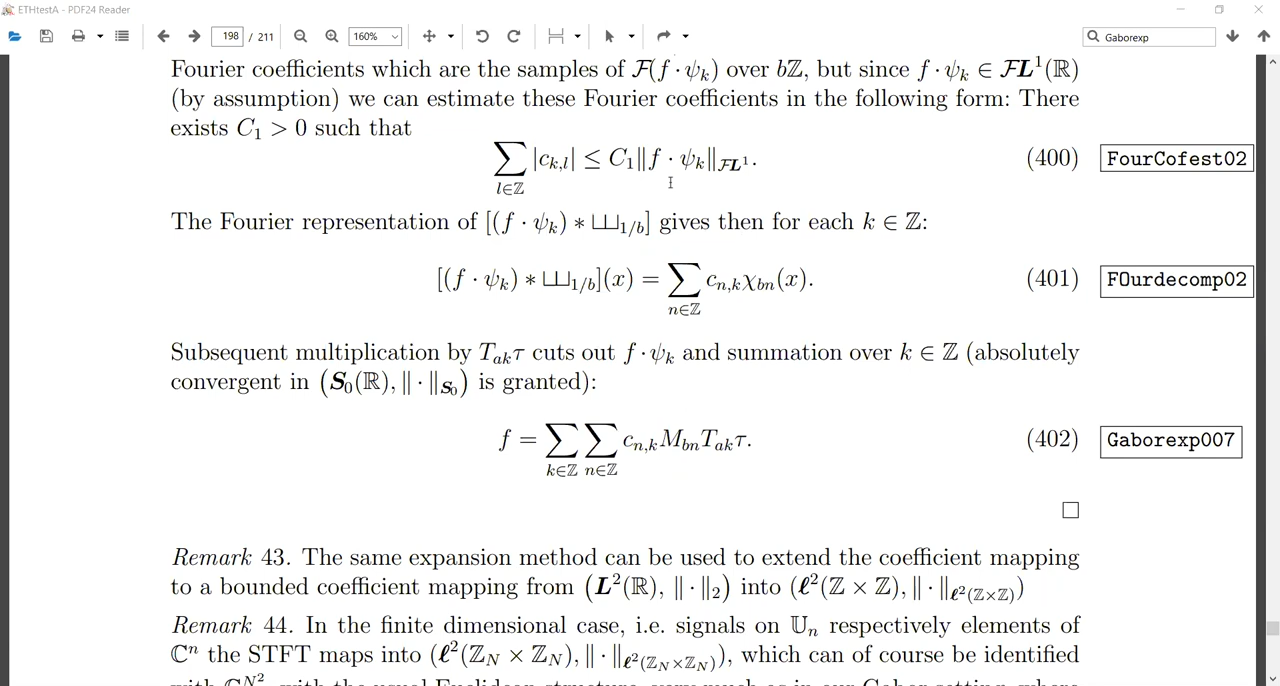 ETHtestA - PDF24 Reader
198 / 211 160% Gaborexp
Fourier coefficients which are the samples of ℱ(f · ψ_k) over bℤ, but since f · ψ_k ∈ ℱL¹(ℝ)
(by assumption) we can estimate these Fourier coefficients in the following form: There
exists C₁ > 0 such that
∑_{l∈ℤ} |c_{k,l}| ≤ C₁‖f · ψ_k‖_{ℱL¹}. (400) FourCofest02
The Fourier representation of [(f · ψ_k) ∗ ⊔⊔_{1/b}] gives then for each k ∈ ℤ:
[(f · ψ_k) ∗ ⊔⊔_{1/b}](x) = ∑_{n∈ℤ} c_{n,k}χ_{bn}(x). (401) FOurdecomp02
Subsequent multiplication by T_{ak}τ cuts out f · ψ_k and summation over k ∈ ℤ (absolutely
convergent in (S₀(ℝ), ‖ · ‖_{S₀}) is granted):
f = ∑_{k∈ℤ} ∑_{n∈ℤ} c_{n,k}M_{bn}T_{ak}τ. (402) Gaborexp007
□
Remark 43. The same expansion method can be used to extend the coefficient mapping
to a bounded coefficient mapping from (L²(ℝ), ‖ · ‖₂) into (ℓ²(ℤ × ℤ), ‖ · ‖_{ℓ²(ℤ×ℤ)})
Remark 44. In the finite dimensional case, i.e. signals on 𝕌_n respectively elements of
ℂⁿ the STFT maps into (ℓ²(ℤ_N × ℤ_N), ‖ · ‖_{ℓ²(ℤ_N×ℤ_N)}), which can of course be identified